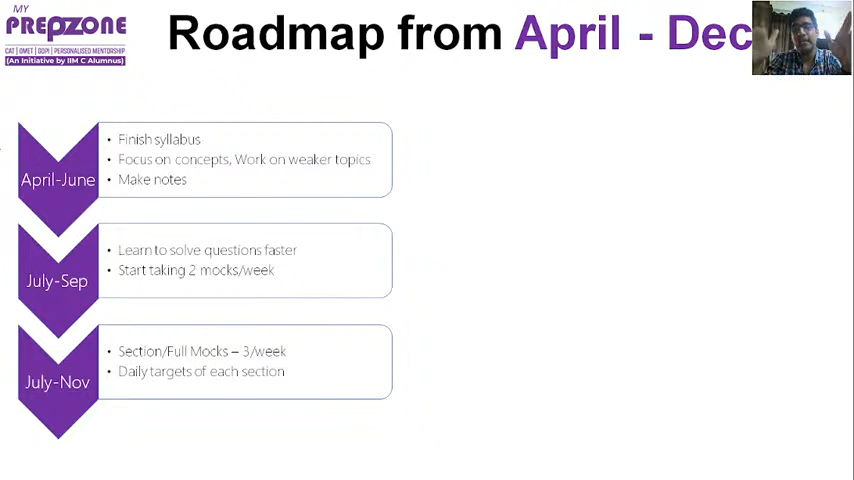 MY
PREPZONE
CAT | OMET | GDPI | PERSONALISED MENTORSHIP
(An Initiative by IIM C Alumnus)
Roadmap from April - Dec
April-June
• Finish syllabus
• Focus on concepts, Work on weaker topics
• Make notes
July-Sep
• Learn to solve questions faster
• Start taking 2 mocks/week
July-Nov
• Section/Full Mocks – 3/week
• Daily targets of each section